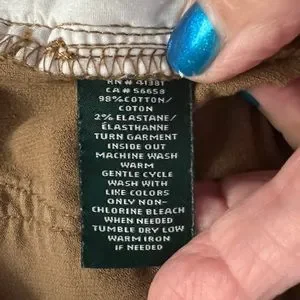 RN # 41381
CA # 56658
98% COTTON/
COTON
2% ELASTANE/
ÉLASTHANNE
TURN GARMENT
INSIDE OUT
MACHINE WASH
WARM
GENTLE CYCLE
WASH WITH
LIKE COLORS
ONLY NON-
CHLORINE BLEACH
WHEN NEEDED
TUMBLE DRY LOW
WARM IRON
IF NEEDED